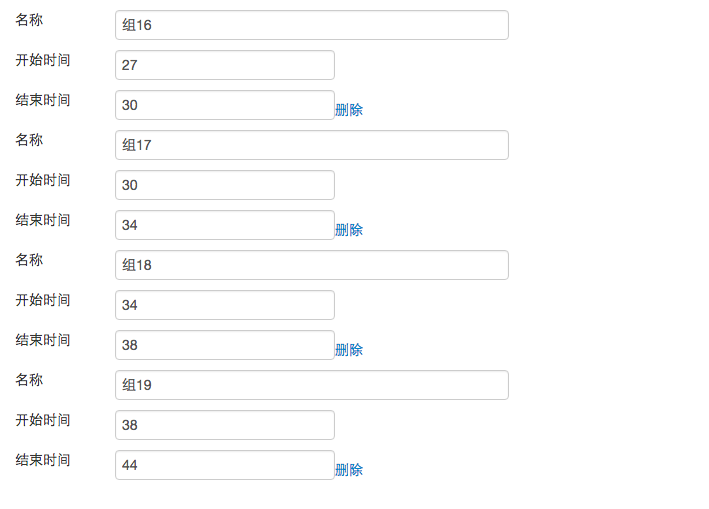 名称 组16
开始时间 27
结束时间 30 删除
名称 组17
开始时间 30
结束时间 34 删除
名称 组18
开始时间 34
结束时间 38 删除
名称 组19
开始时间 38
结束时间 44 删除